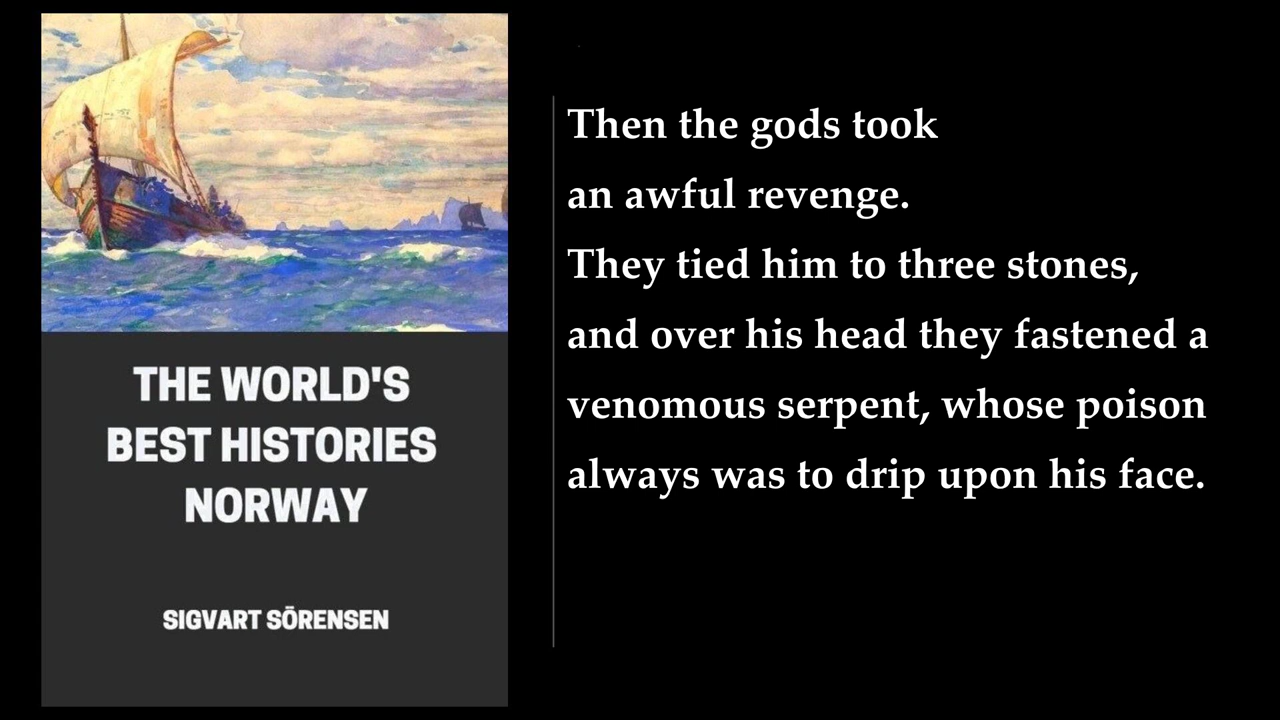 THE WORLD'S
BEST HISTORIES
NORWAY
SIGVART SÖRENSEN
Then the gods took
an awful revenge.
They tied him to three stones,
and over his head they fastened a
venomous serpent, whose poison
always was to drip upon his face.